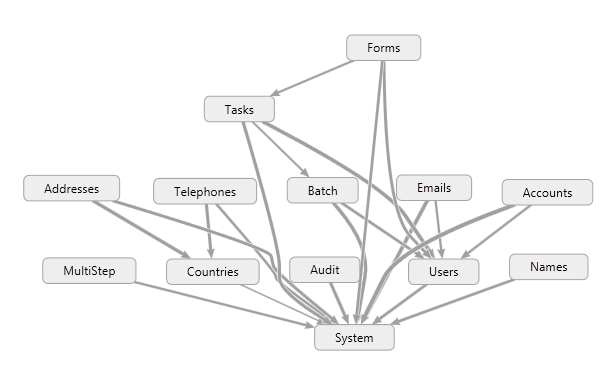 Forms
Tasks
Addresses
Telephones
Batch
Emails
Accounts
MultiStep
Countries
Audit
Users
Names
System